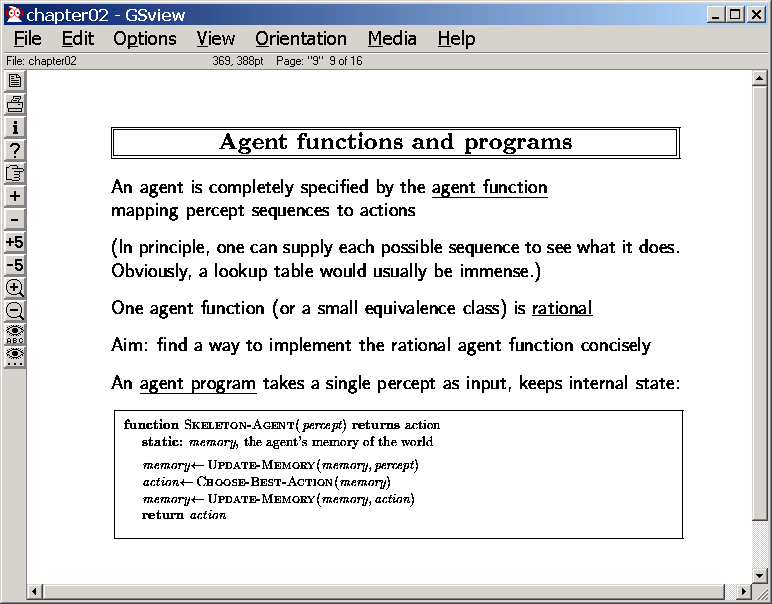 chapter02 - GSview
File Edit Options View Orientation Media Help
File: chapter02 369, 388pt Page: "9" 9 of 16
Agent functions and programs
An agent is completely specified by the agent function
mapping percept sequences to actions
(In principle, one can supply each possible sequence to see what it does.
Obviously, a lookup table would usually be immense.)
One agent function (or a small equivalence class) is rational
Aim: find a way to implement the rational agent function concisely
An agent program takes a single percept as input, keeps internal state:
function SKELETON-AGENT(percept) returns action
static: memory, the agent's memory of the world
memory←UPDATE-MEMORY(memory, percept)
action←CHOOSE-BEST-ACTION(memory)
memory←UPDATE-MEMORY(memory, action)
return action
i
?
+
-
+5
-5
ABC